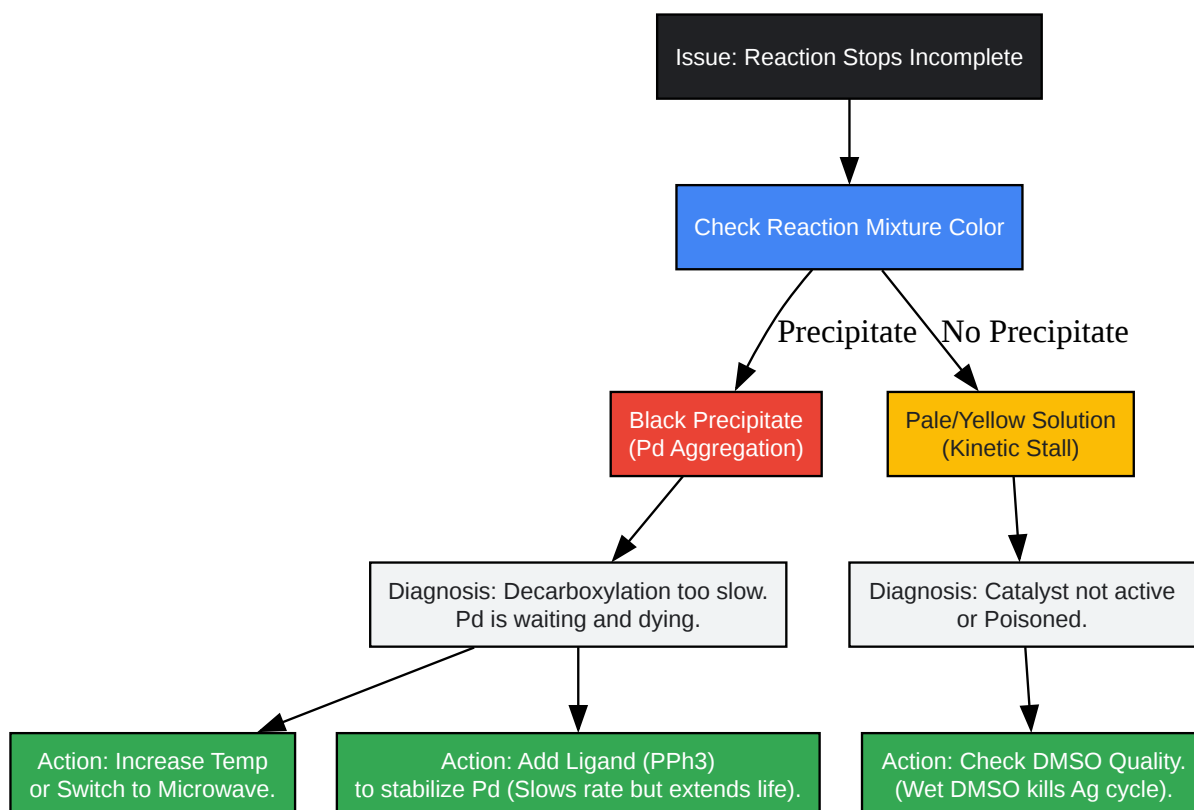 Issue: Reaction Stops Incomplete
Check Reaction Mixture Color
Precipitate
No Precipitate
Black Precipitate
(Pd Aggregation)
Pale/Yellow Solution
(Kinetic Stall)
Diagnosis: Decarboxylation too slow.
Pd is waiting and dying.
Diagnosis: Catalyst not active
or Poisoned.
Action: Increase Temp
or Switch to Microwave.
Action: Add Ligand (PPh3)
to stabilize Pd (Slows rate but extends life).
Action: Check DMSO Quality.
(Wet DMSO kills Ag cycle).